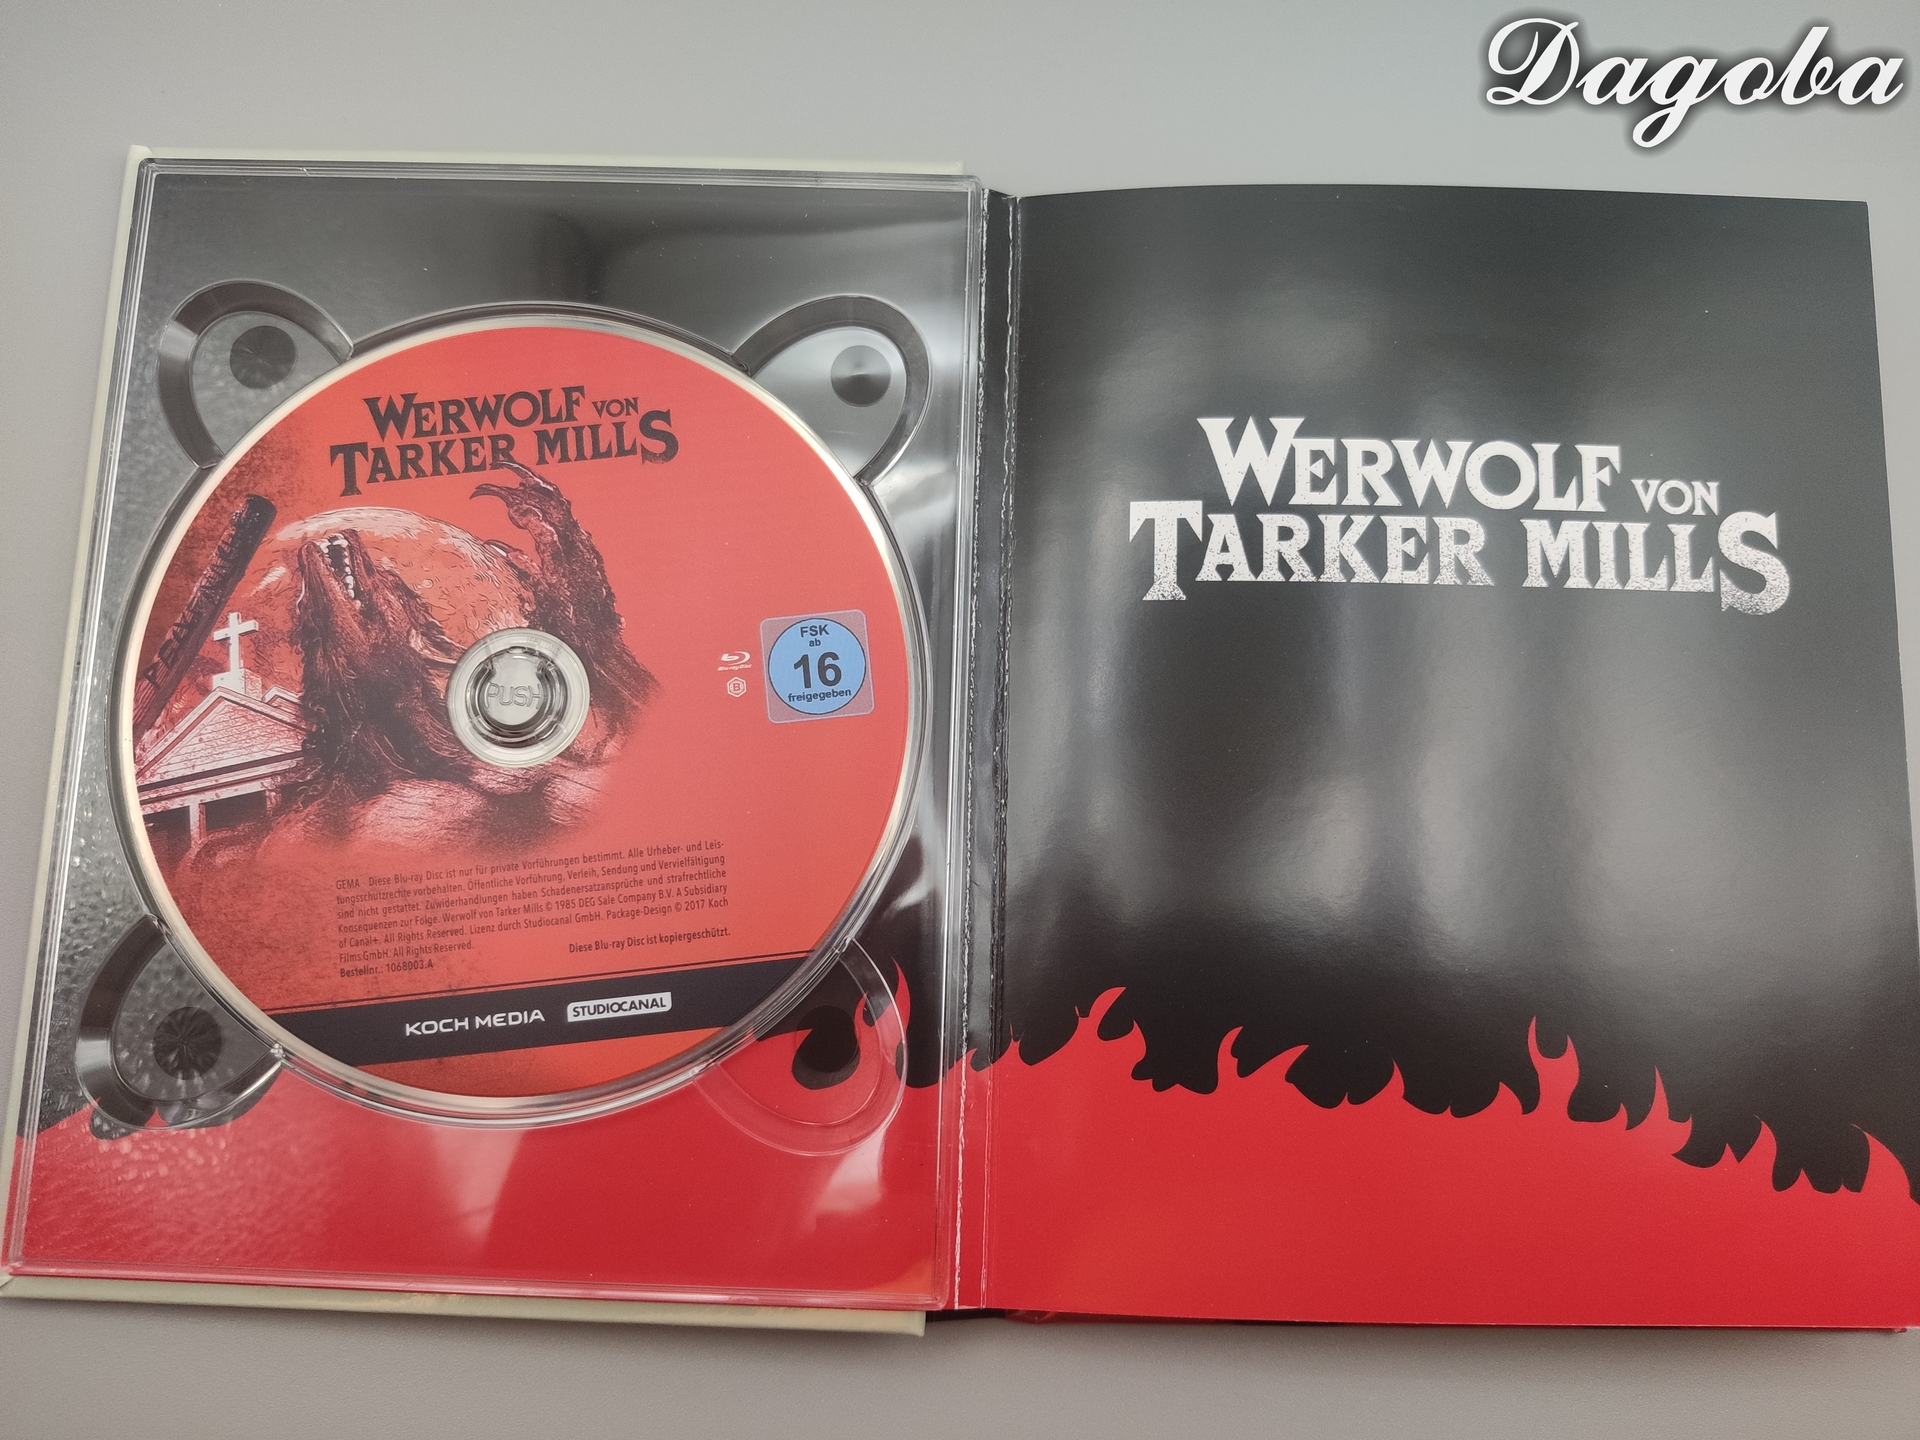 Dagoba
WERWOLF VON
TARKER MILLS
PEACEMAKER
FSK
ab
16
freigegeben
Blu-ray Disc
B
PUSH
GEMA - Diese Blu-ray Disc ist nur für private Vorführungen bestimmt. Alle Urheber- und Leis-
tungsschutzrechte vorbehalten. Öffentliche Vorführung, Verleih, Sendung und Vervielfältigung
sind nicht gestattet. Zuwiderhandlungen haben Schadenersatzansprüche und strafrechtliche
Konsequenzen zur Folge. Werwolf von Tarker Mills © 1985 DEG Sale Company B.V. A Subsidiary
of Canal+. All Rights Reserved. Lizenz durch Studiocanal GmbH. Package-Design © 2017 Koch
Films GmbH. All Rights Reserved.
Diese Blu-ray Disc ist kopiergeschützt.
Bestellnr.: 1068003.A
KOCH MEDIA STUDIOCANAL
WERWOLF VON
TARKER MILLS